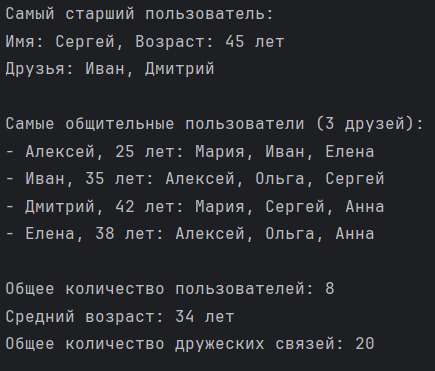 Самый старший пользователь:
Имя: Сергей, Возраст: 45 лет
Друзья: Иван, Дмитрий
Самые общительные пользователи (3 друзей):
- Алексей, 25 лет: Мария, Иван, Елена
- Иван, 35 лет: Алексей, Ольга, Сергей
- Дмитрий, 42 лет: Мария, Сергей, Анна
- Елена, 38 лет: Алексей, Ольга, Анна
Общее количество пользователей: 8
Средний возраст: 34 лет
Общее количество дружеских связей: 20